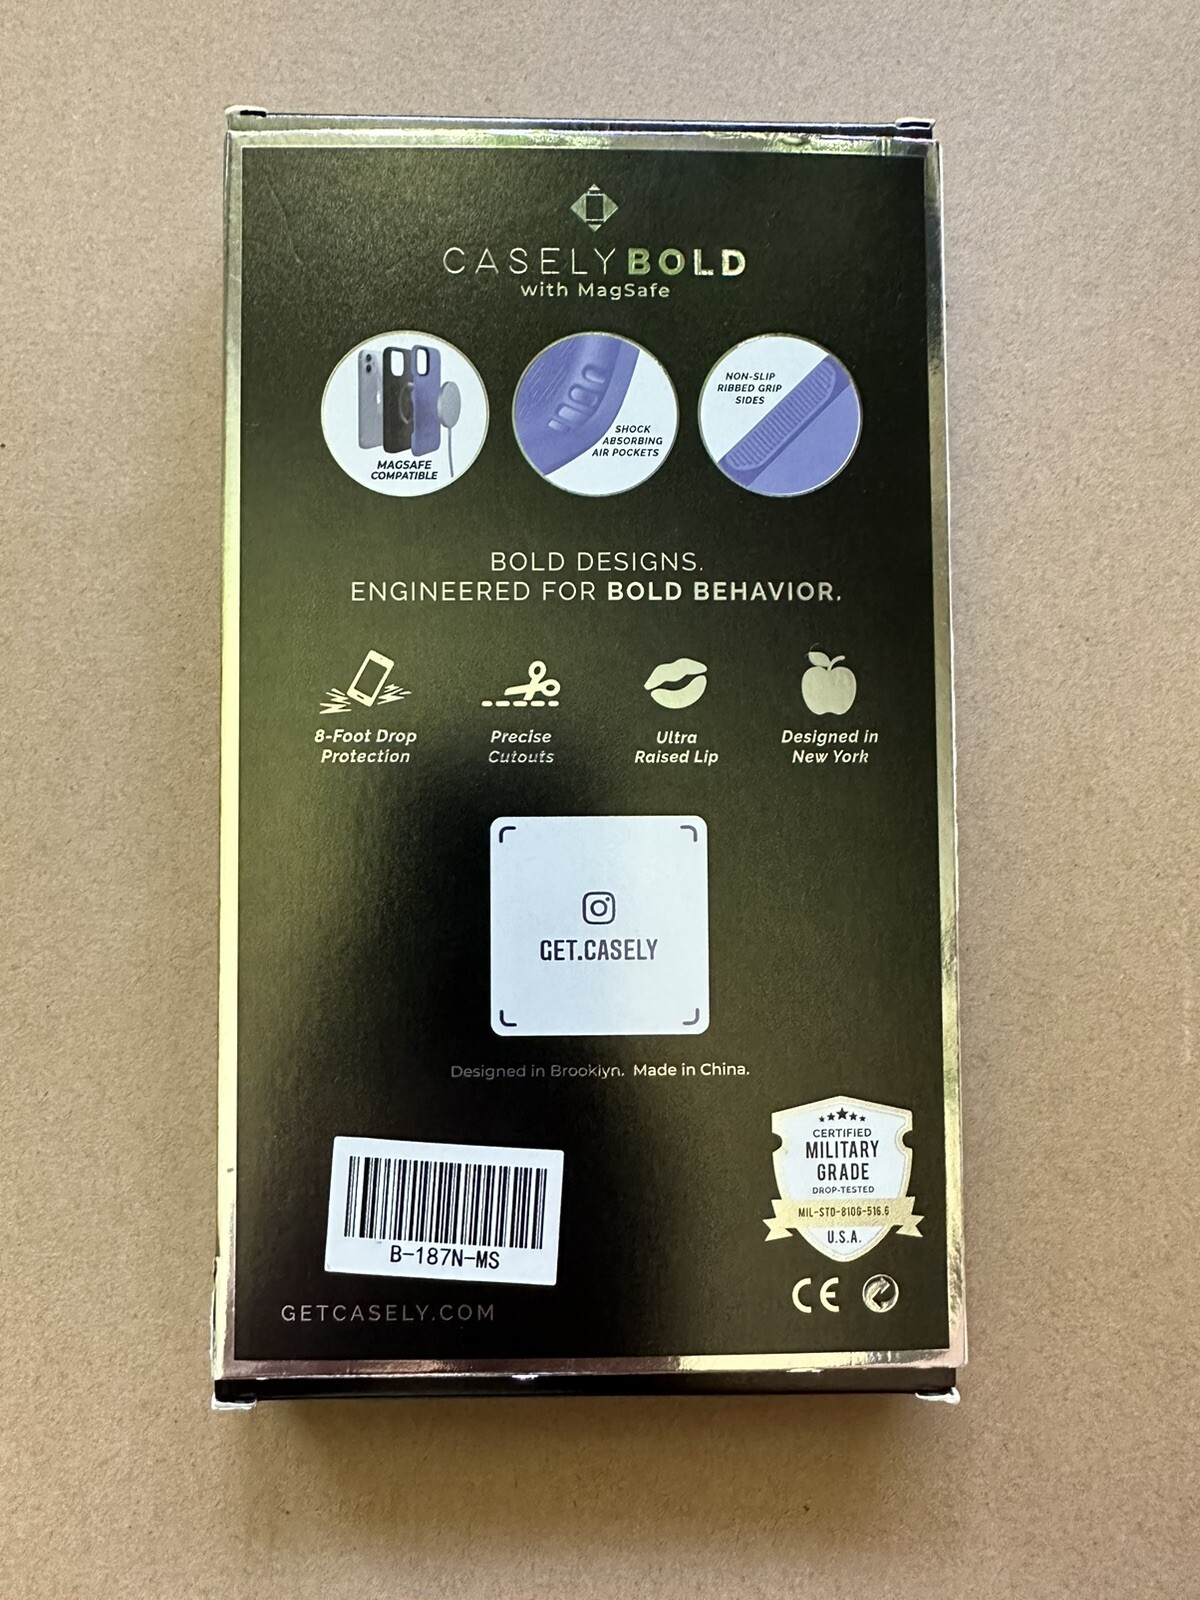 CASELY BOLD
with MagSafe
MAGSAFE
COMPATIBLE
SHOCK
ABSORBING
AIR POCKETS
NON-SLIP
RIBBED GRIP
SIDES
BOLD DESIGNS.
ENGINEERED FOR BOLD BEHAVIOR.
8-Foot Drop
Protection
Precise
Cutouts
Ultra
Raised Lip
Designed in
New York
GET.CASELY
Designed in Brooklyn. Made in China.
CERTIFIED
MILITARY
GRADE
DROP-TESTED
MIL-STD-810G-516.6
U.S.A.
B-187N-MS
CE
GETCASELY.COM